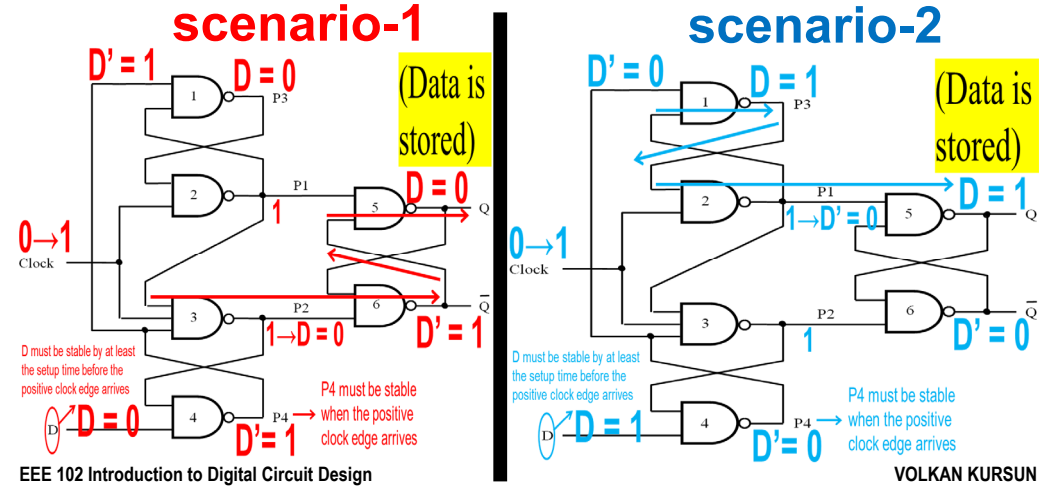 scenario-1
D' = 1
D = 0
1
P3
(Data is
stored)
2
P1
1
5
D = 0
Q
0→1
Clock
3
P2
1→D = 0
6
Q̅
D' = 1
D must be stable by at least
the setup time before the
positive clock edge arrives
D
D = 0
4
P4
D'= 1
P4 must be stable
when the positive
clock edge arrives
EEE 102 Introduction to Digital Circuit Design
scenario-2
D' = 0
D = 1
1
P3
(Data is
stored)
2
P1
1→D' = 0
5
D = 1
Q
0→1
Clock
3
P2
1
6
Q̅
D' = 0
D must be stable by at least
the setup time before the
positive clock edge arrives
D
D = 1
4
P4
D'= 0
P4 must be stable
when the positive
clock edge arrives
VOLKAN KURSUN